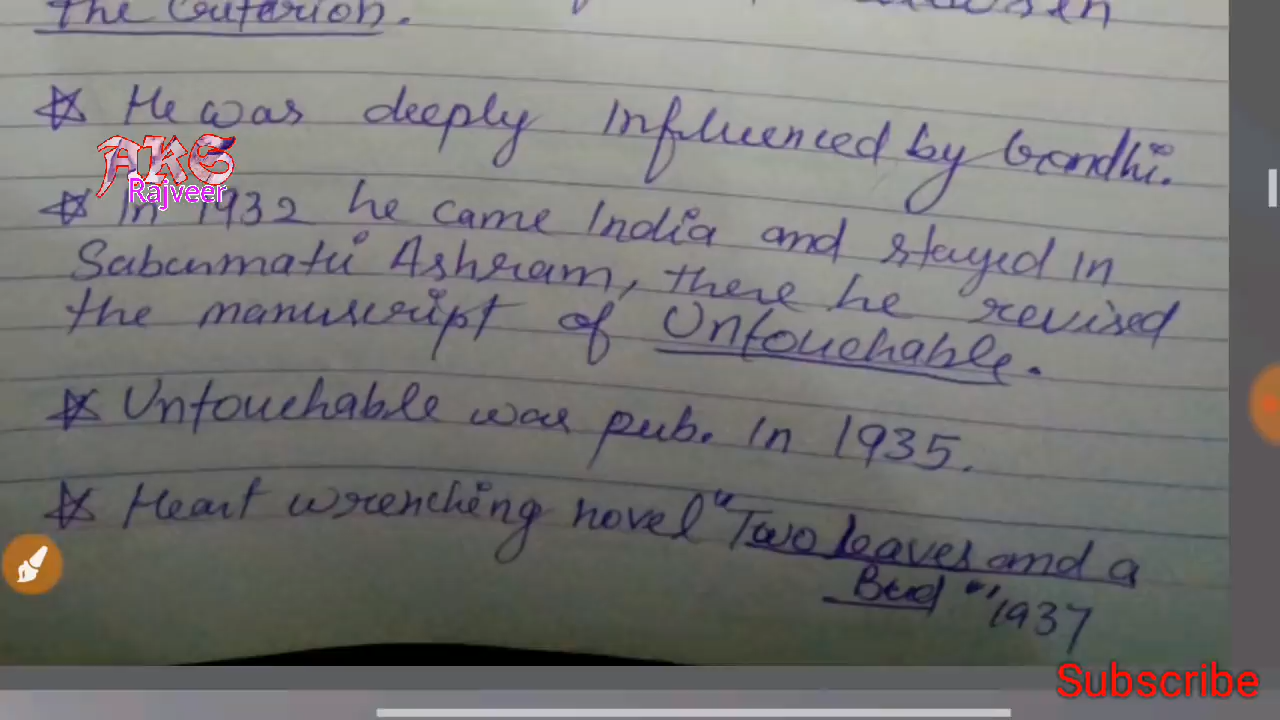 the Criterion.
☆ He was deeply Influenced by Gandhi.
AKG
Rajveer
☆ In 1932 he came India and stayed in
Sabarmati Ashram, there he revised
the manuscript of Untouchable.
☆ Untouchable was pub. in 1935.
☆ Heart wrenching novel "Two leaves and a
Bud" 1937
Subscribe